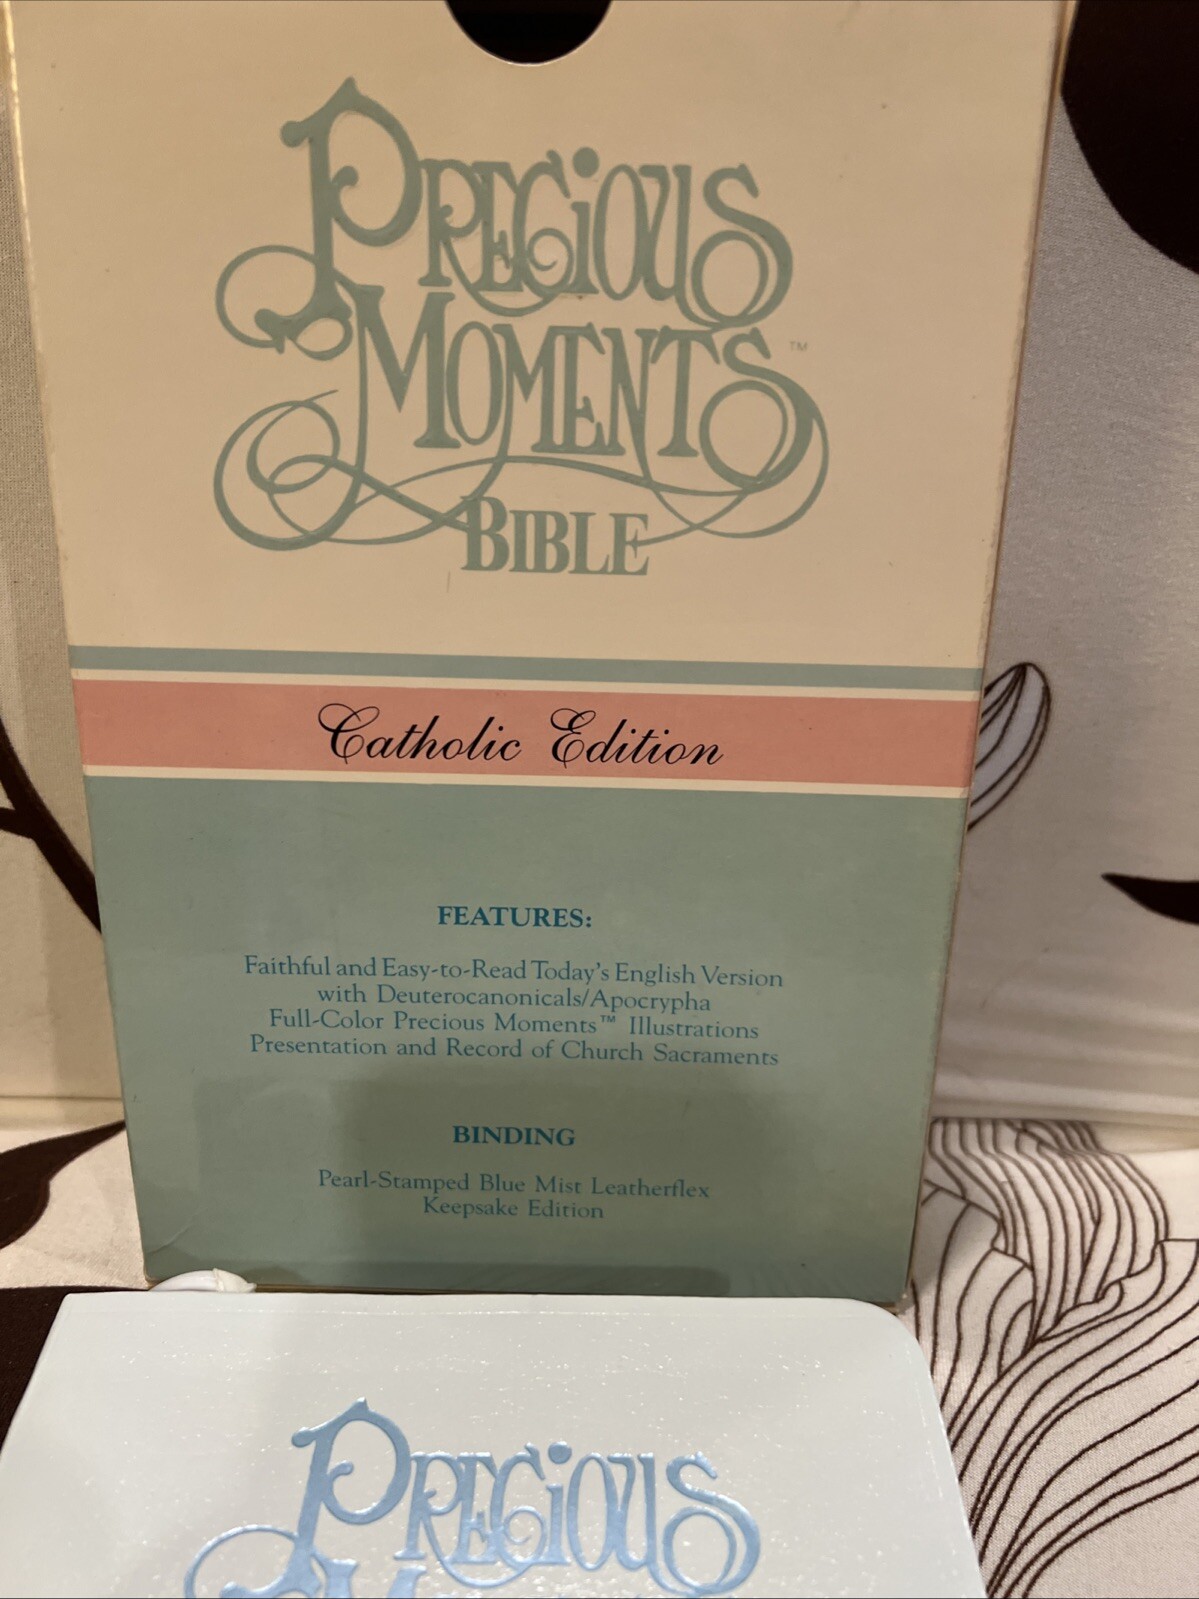 PRECiOUS
MOMENTS™
BIBLE
Catholic Edition
FEATURES:
Faithful and Easy-to-Read Today's English Version
with Deuterocanonicals/Apocrypha
Full-Color Precious Moments™ Illustrations
Presentation and Record of Church Sacraments
BINDING
Pearl-Stamped Blue Mist Leatherflex
Keepsake Edition
PRECiOUS